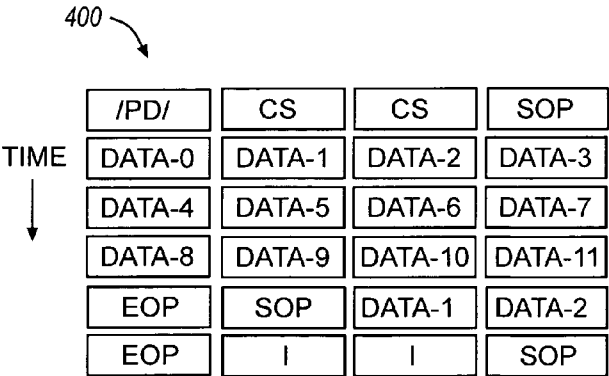 400
/PD/ CS CS SOP
TIME DATA-0 DATA-1 DATA-2 DATA-3
DATA-4 DATA-5 DATA-6 DATA-7
DATA-8 DATA-9 DATA-10 DATA-11
EOP SOP DATA-1 DATA-2
EOP I I SOP